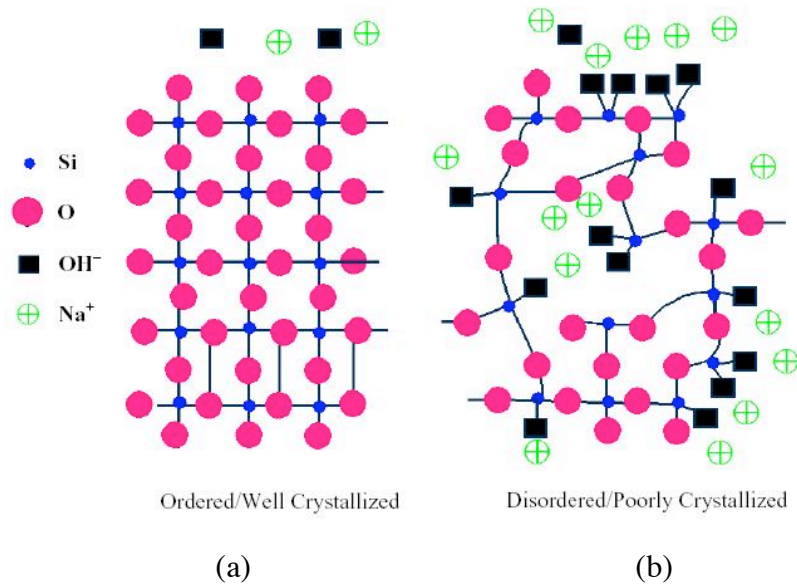 Si
O
OH⁻
Na⁺
Ordered/Well Crystallized
Disordered/Poorly Crystallized
(a)
(b)